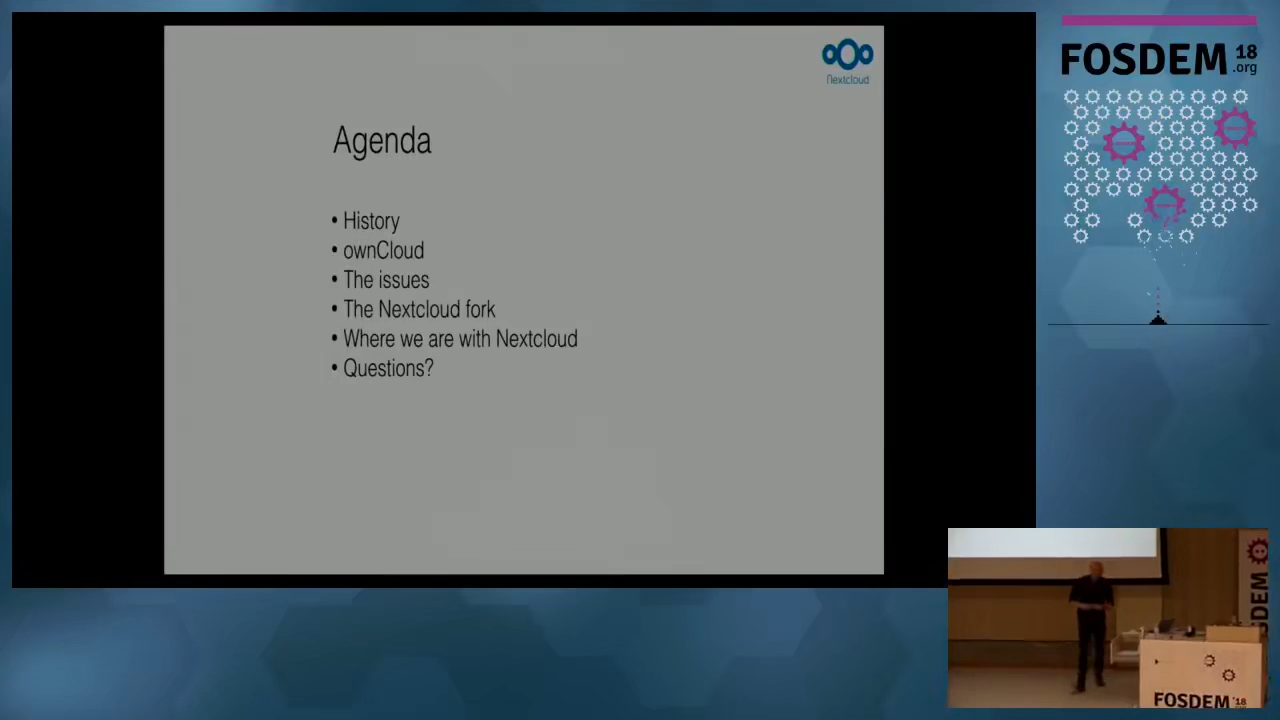 Nextcloud
Agenda
• History
• ownCloud
• The issues
• The Nextcloud fork
• Where we are with Nextcloud
• Questions?
FOSDEM 18
.org
FOSDEM
FOSDEM '18